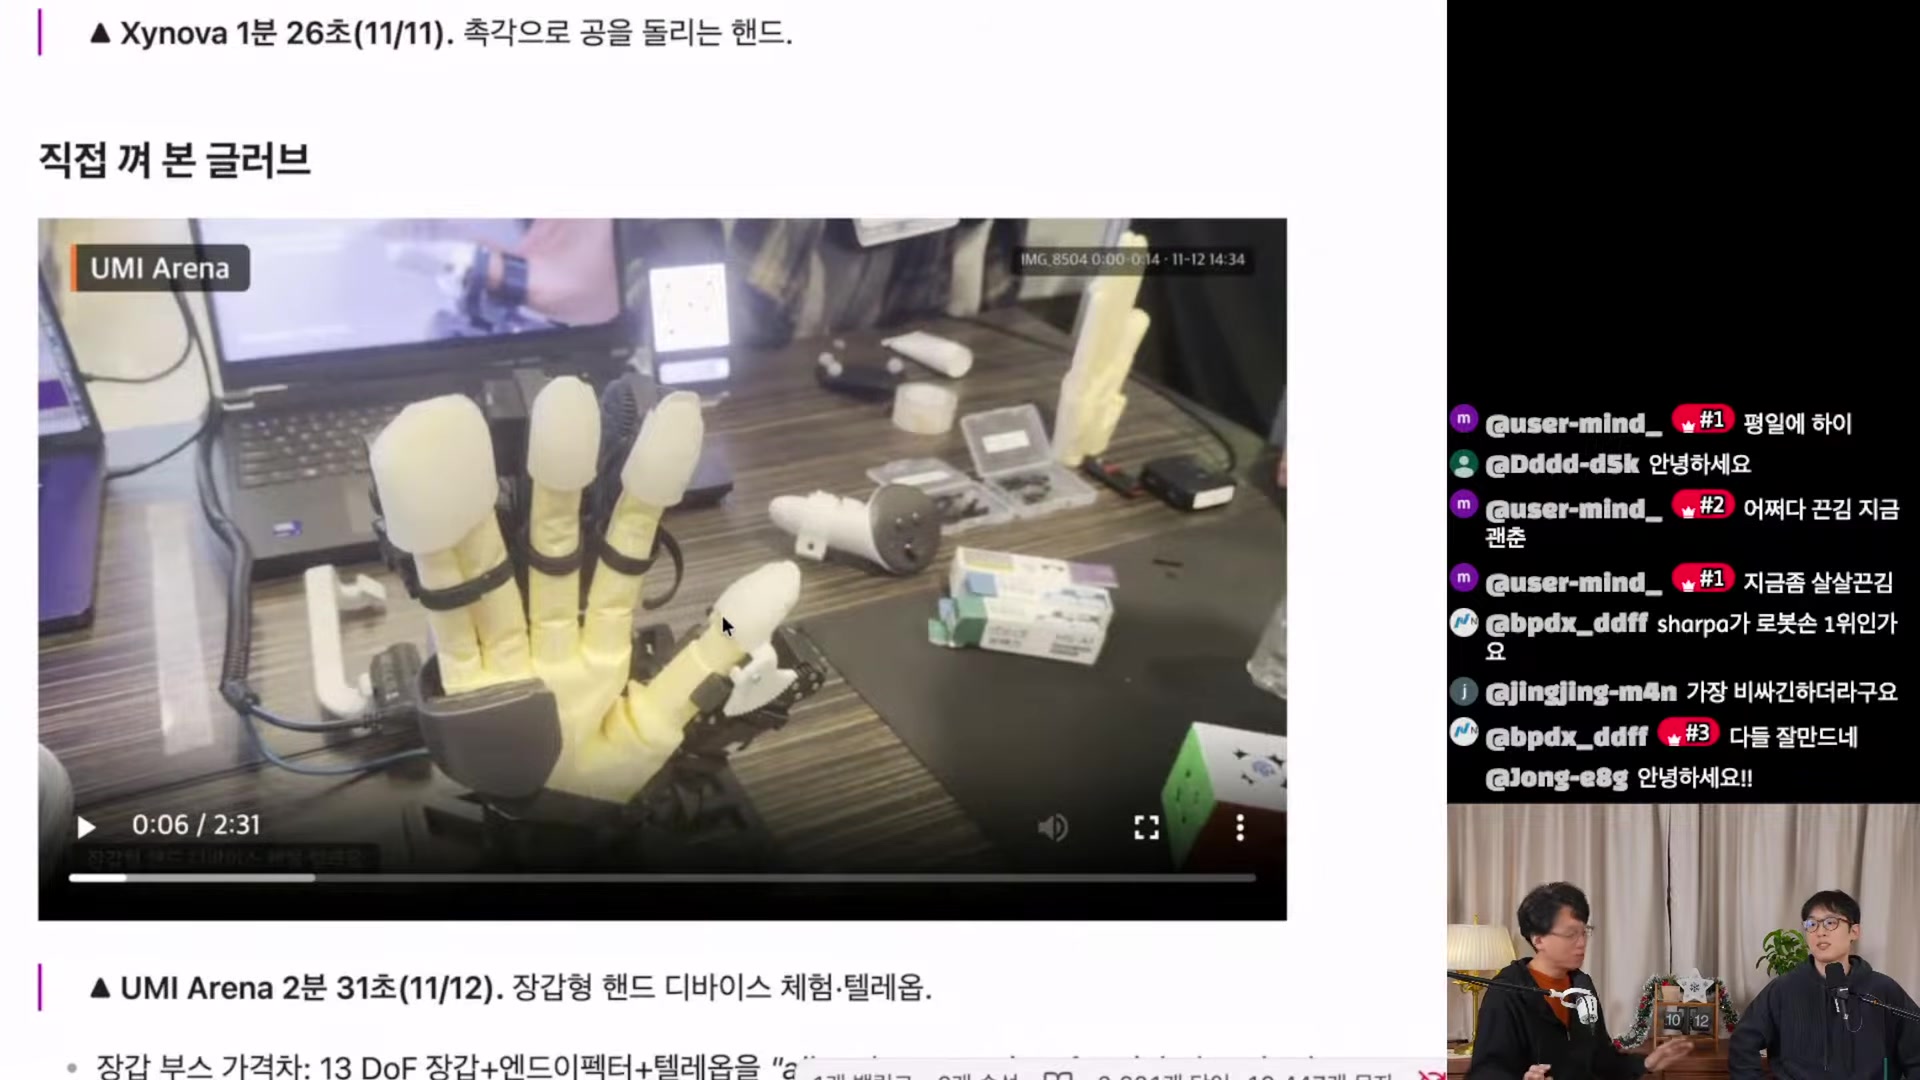 ▲ Xynova 1분 26초(11/11). 촉각으로 공을 돌리는 핸드.
직접 껴 본 글러브
UMI Arena
IMG_8504 0:00-0:14 · 11-12 14:34
0:06 / 2:31
▲ UMI Arena 2분 31초(11/12). 장갑형 핸드 디바이스 체험·텔레옵.
• 장갑 부스 가격차: 13 DoF 장갑+엔드이펙터+텔레옵을
@user-mind_ #1 평일에 하이
@Dddd-d5k 안녕하세요
@user-mind_ #2 어쩌다 끈김 지금
괜춘
@user-mind_ #1 지금좀 살살끈김
@bpdx_ddff sharpa가 로봇손 1위인가
요
@jingjing-m4n 가장 비싸긴하더라구요
@bpdx_ddff #3 다들 잘만드네
@Jong-e8g 안녕하세요!!
10 12